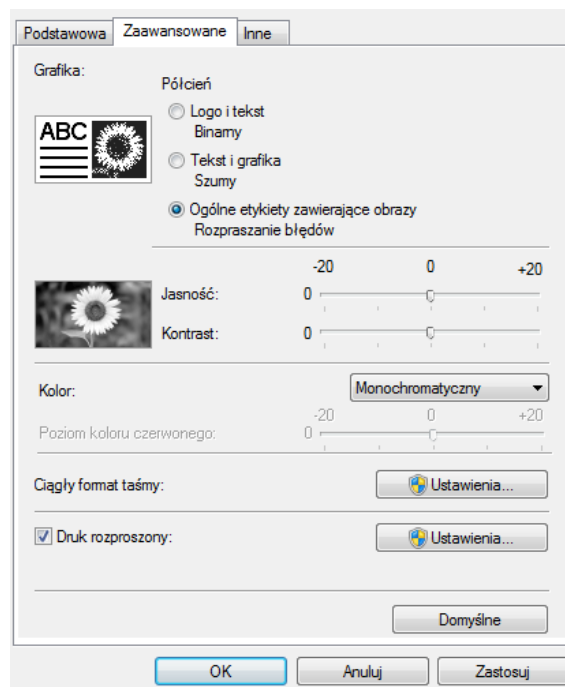 Podstawowa Zaawansowane Inne
Grafika:
Półcień
ABC
Logo i tekst
Binarny
Tekst i grafika
Szumy
Ogólne etykiety zawierające obrazy
Rozpraszanie błędów
-20 0 +20
Jasność: 0
Kontrast: 0
Kolor: Monochromatyczny
-20 0 +20
Poziom koloru czerwonego: 0
Ciągły format taśmy: Ustawienia...
Druk rozproszony: Ustawienia...
Domyślne
OK Anuluj Zastosuj